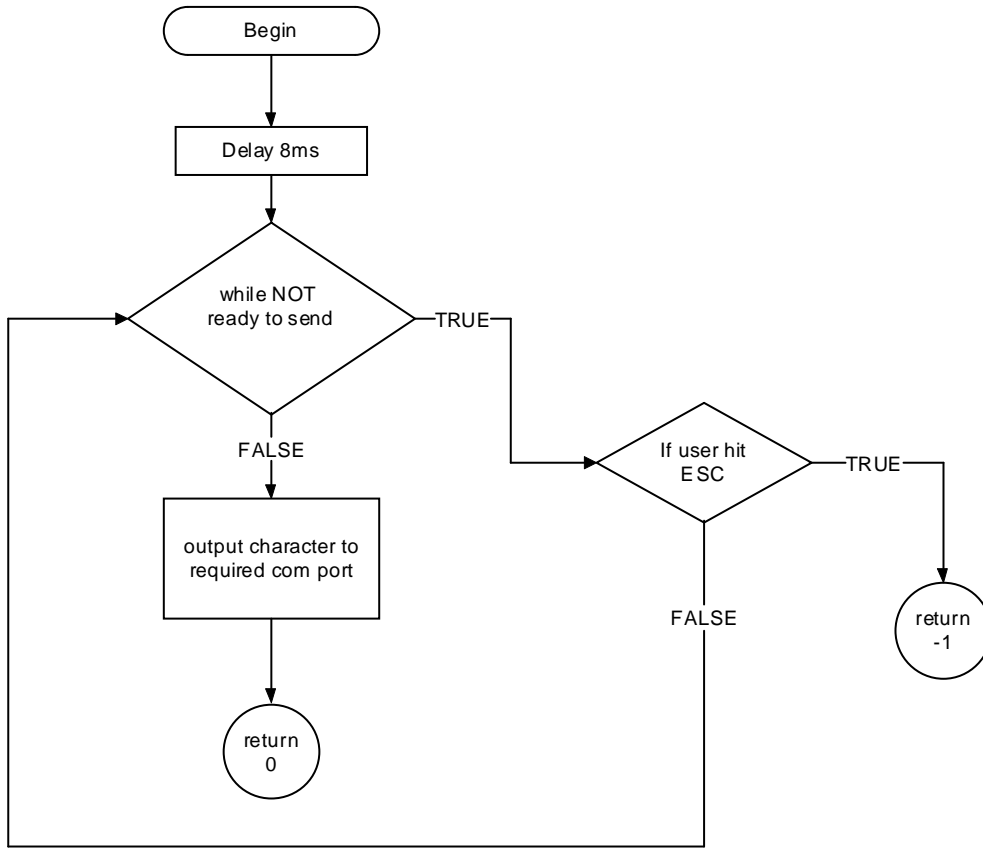 Begin
Delay 8ms
while NOT
ready to send
TRUE
FALSE
If user hit
ESC
TRUE
output character to
required com port
FALSE
return
-1
return
0